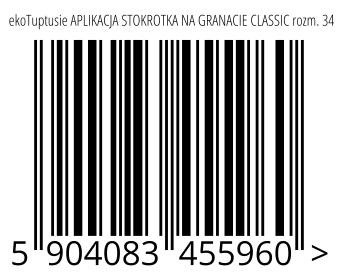 ekoTuptusie APLIKACJA STOKROTKA NA GRANACIE CLASSIC rozm. 34
5 904083 455960 >